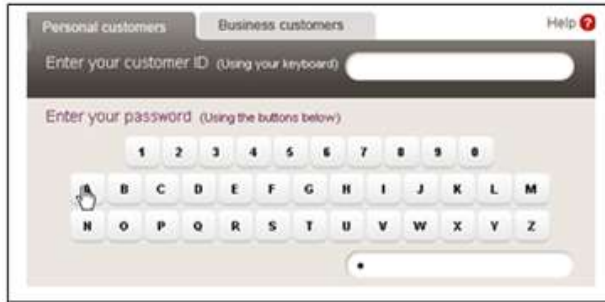 Personal customers Business customers Help ?
Enter your customer ID (Using your keyboard)
Enter your password (Using the buttons below)
1 2 3 4 5 6 7 8 9 0
A B C D E F G H I J K L M
N O P Q R S T U V W X Y Z